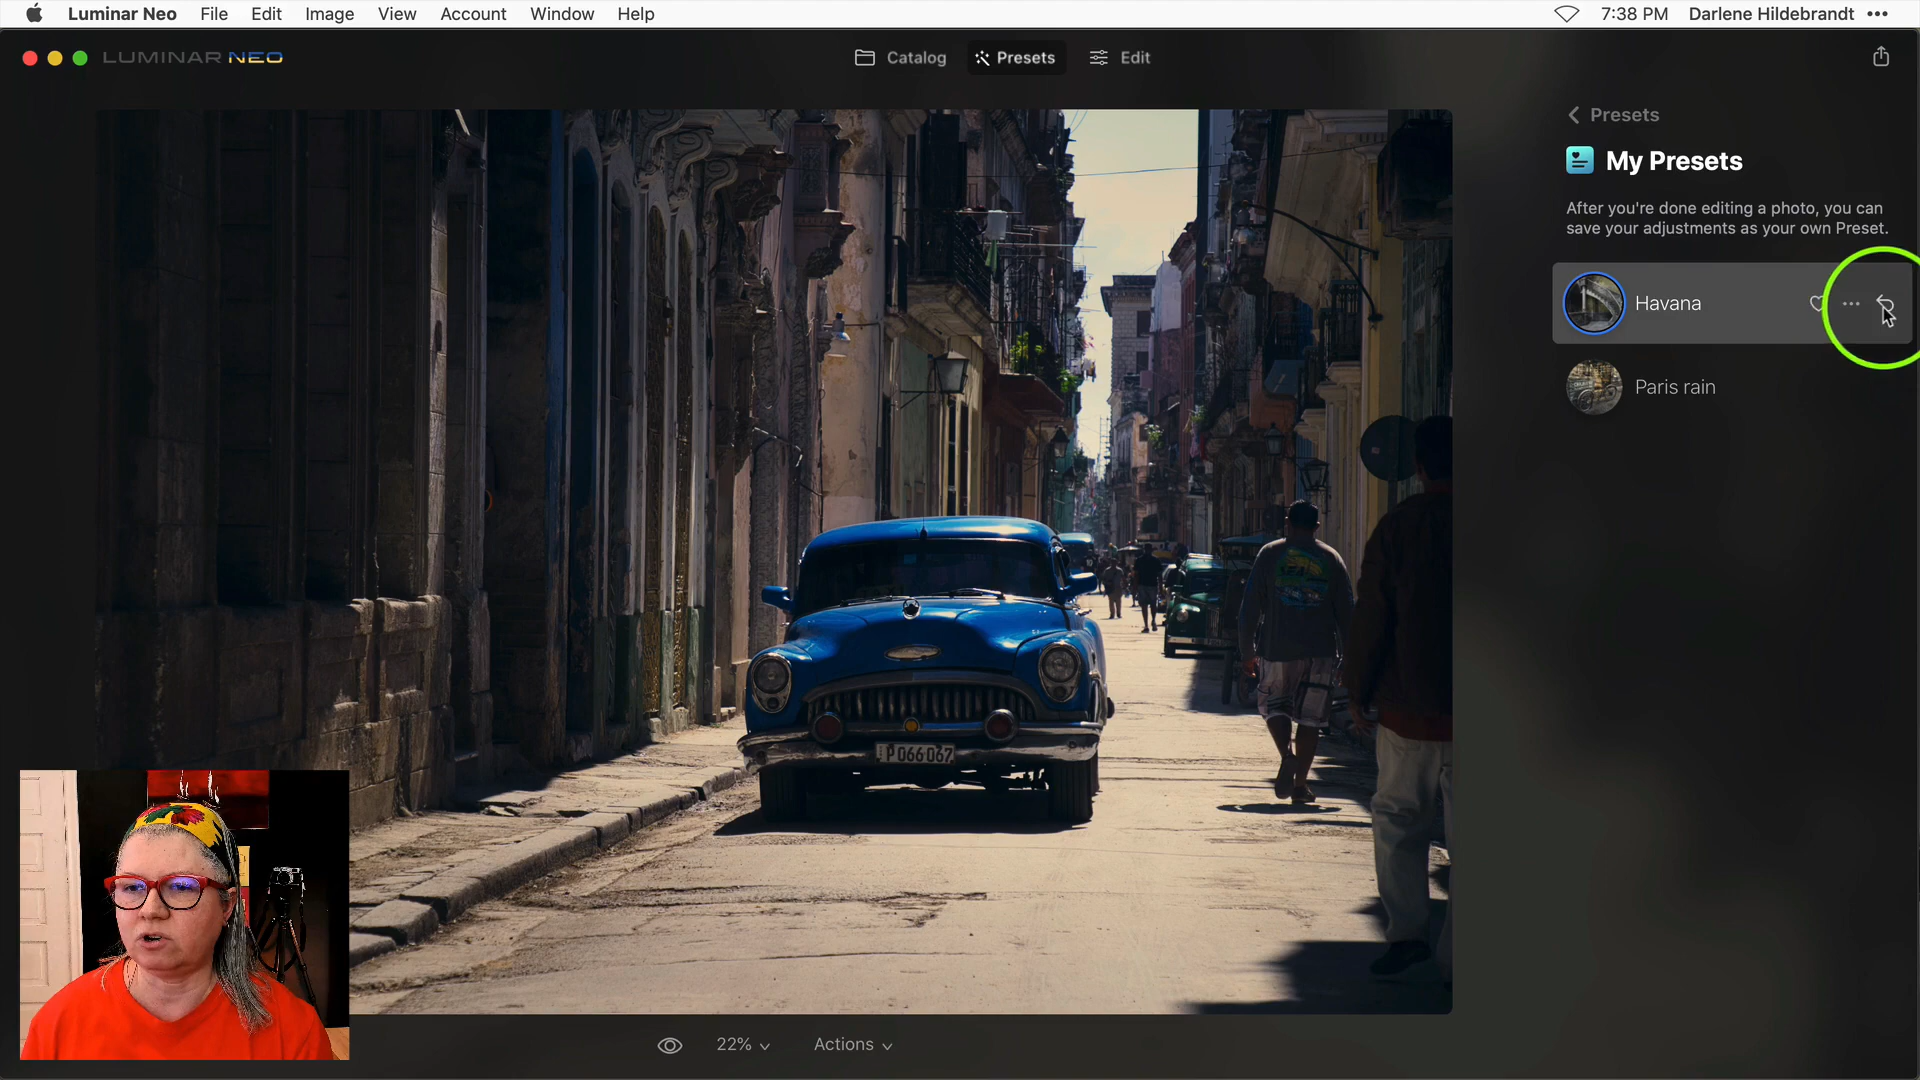 Luminar Neo File Edit Image View Account Window Help 7:38 PM Darlene Hildebrandt
LUMINAR NEO Catalog Presets Edit
Presets
My Presets
After you're done editing a photo, you can
save your adjustments as your own Preset.
Havana
Paris rain
P 066 067
22% Actions